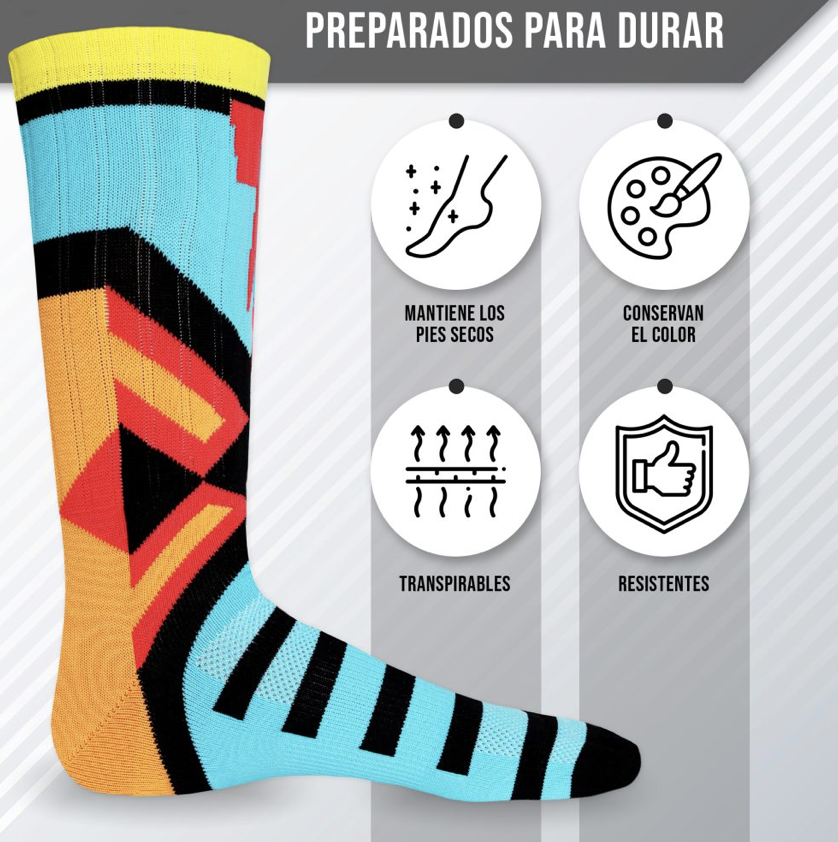 PREPARADOS PARA DURAR
MANTIENE LOS
PIES SECOS
CONSERVAN
EL COLOR
TRANSPIRABLES
RESISTENTES